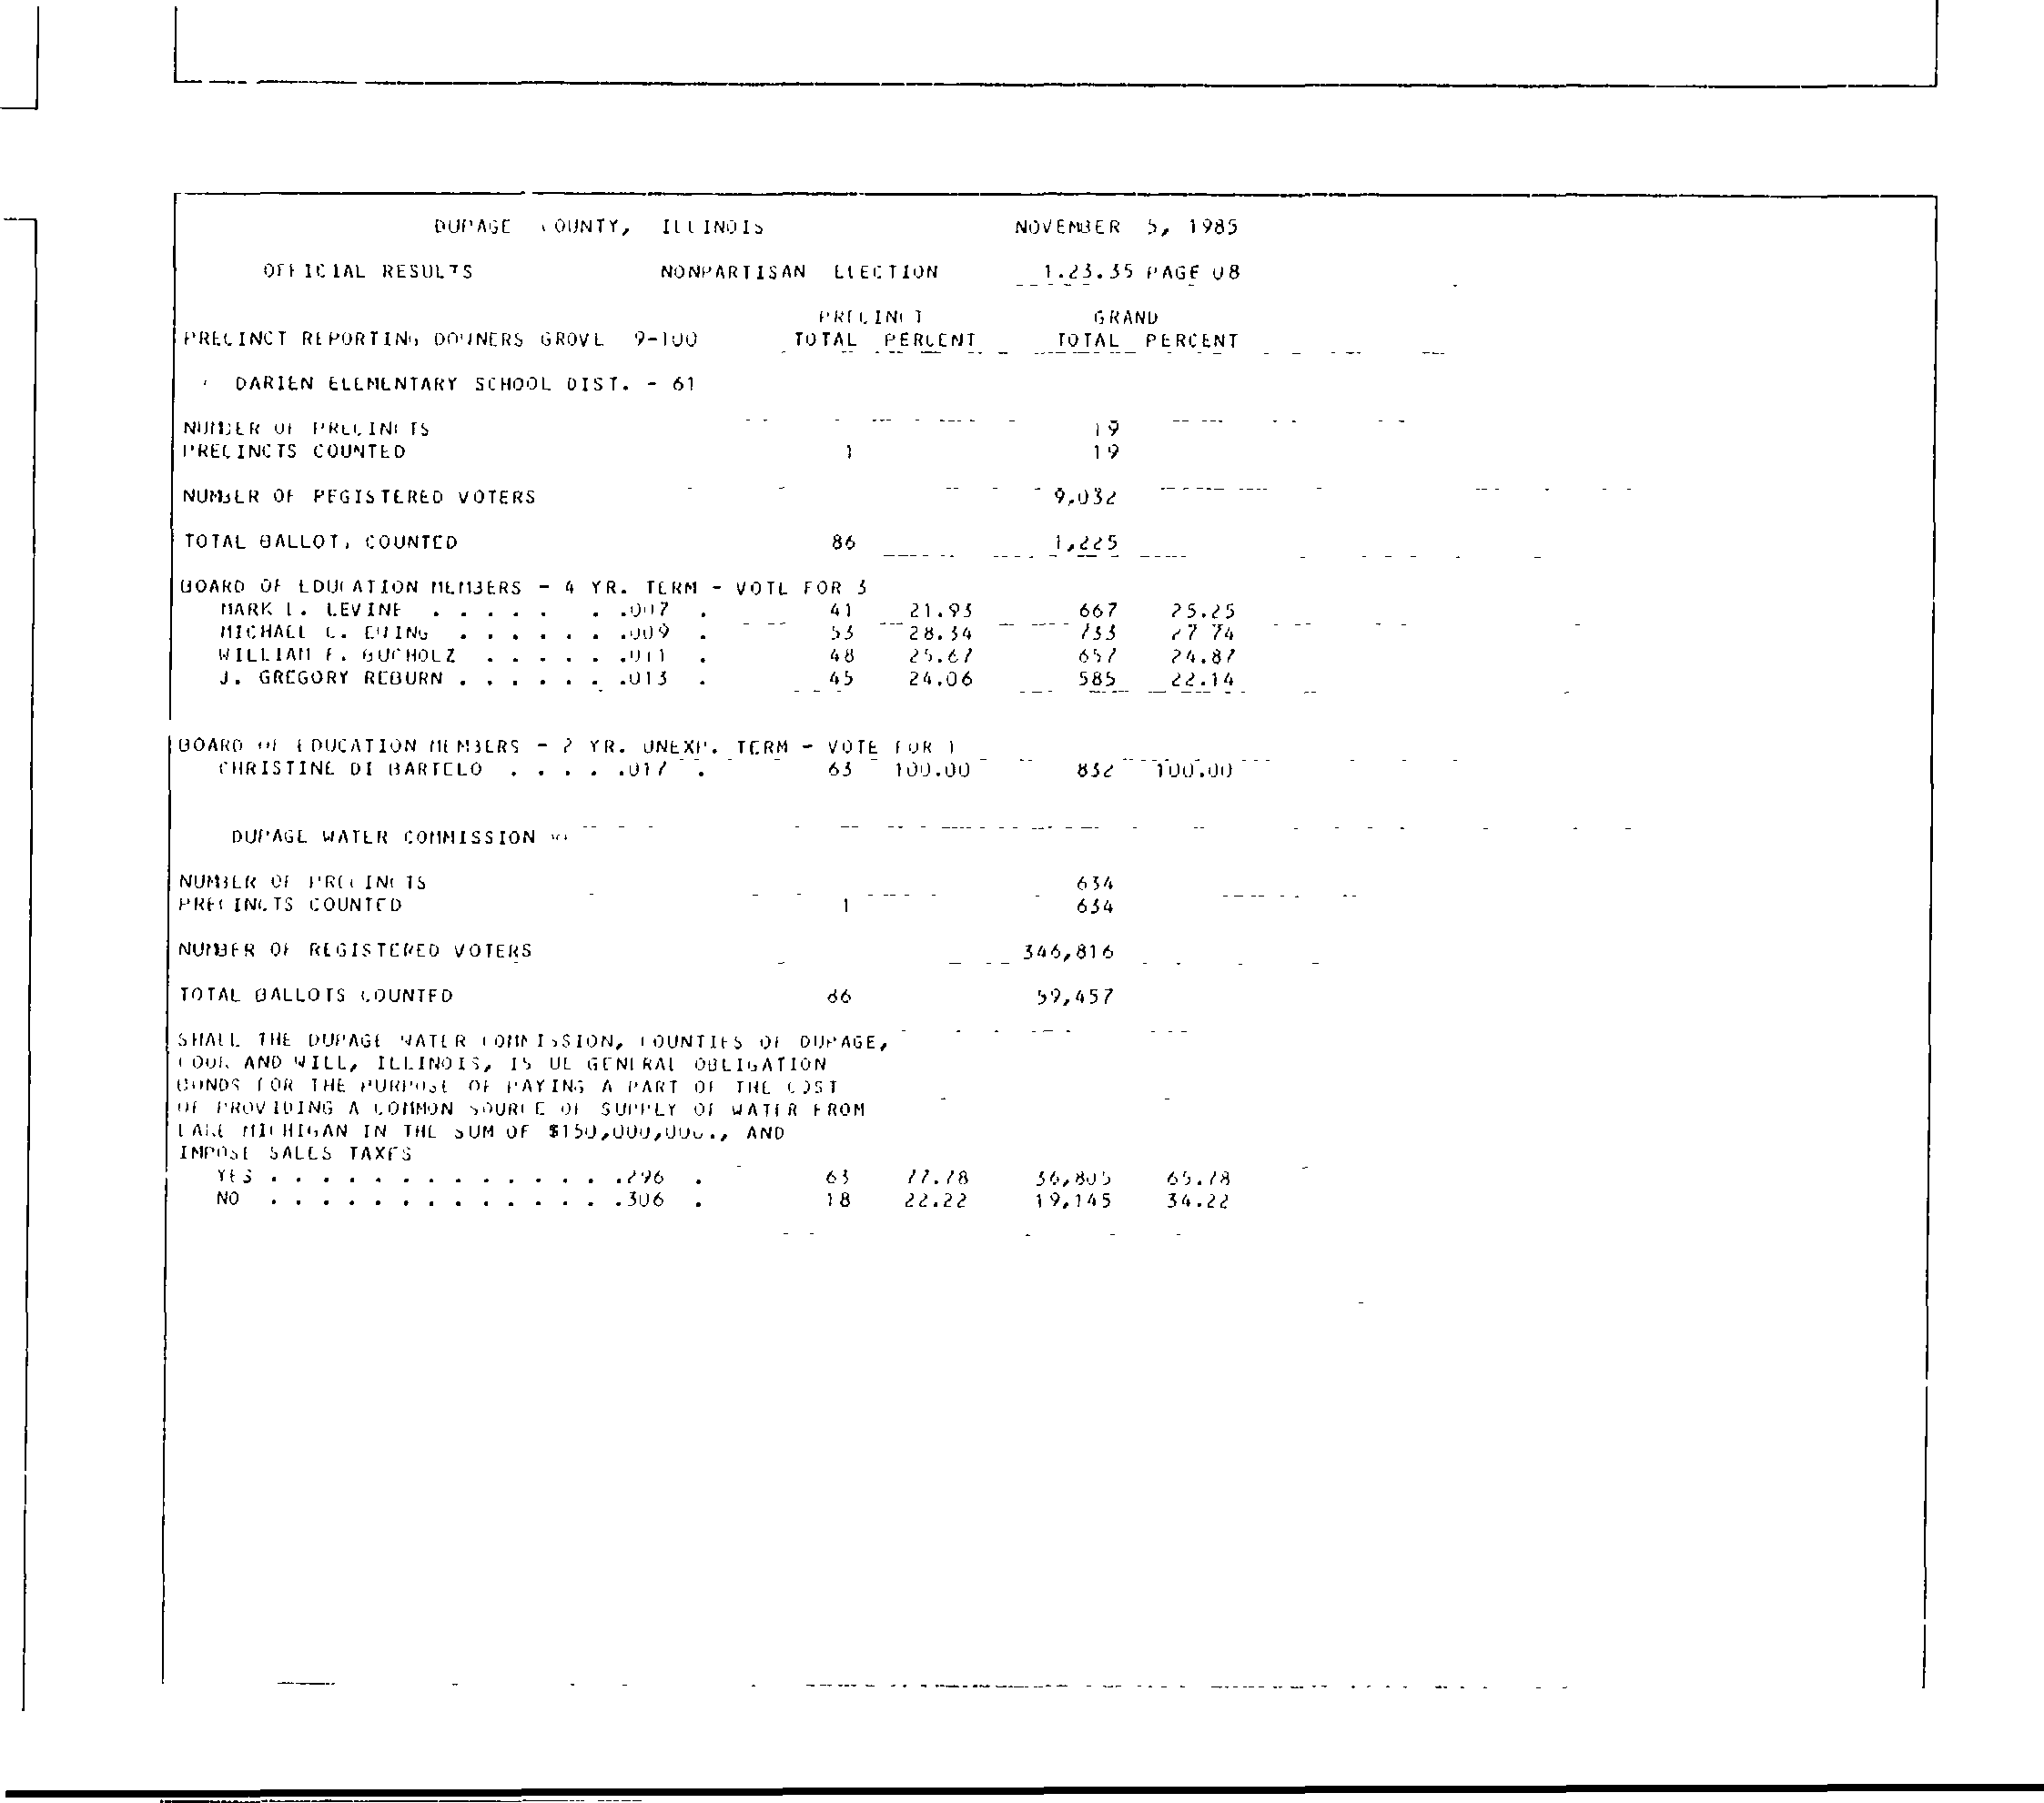 DUPAGE COUNTY, ILLINOIS NOVEMBER 5, 1985
OFFICIAL RESULTS NONPARTISAN ELECTION 1.23.35 PAGE 08
PRECINCT GRAND
PRECINCT REPORTING DOWNERS GROVE 9-100 TOTAL PERCENT TOTAL PERCENT
DARIEN ELEMENTARY SCHOOL DIST. - 61
NUMBER OF PRECINCTS 19
PRECINCTS COUNTED 1 19
NUMBER OF REGISTERED VOTERS 9,032
TOTAL BALLOTS COUNTED 86 1,225
BOARD OF EDUCATION MEMBERS - 4 YR. TERM - VOTE FOR 3
MARK L. LEVINE . . . . . . .007 . 41 21.93 667 25.25
MICHAEL C. EWING . . . . . . .009 . 53 28.34 733 27 74
WILLIAM F. BUCHOLZ . . . . . .011 . 48 25.67 657 24.87
J. GREGORY REBURN . . . . . . .013 . 45 24.06 585 22.14
BOARD OF EDUCATION MEMBERS - 2 YR. UNEXP. TERM - VOTE FOR 1
CHRISTINE DI BARTELO . . . . .017 . 63 100.00 832 100.00
DUPAGE WATER COMMISSION
NUMBER OF PRECINCTS 634
PRECINCTS COUNTED 1 634
NUMBER OF REGISTERED VOTERS 346,816
TOTAL BALLOTS COUNTED 86 59,457
SHALL THE DUPAGE WATER COMMISSION, COUNTIES OF DUPAGE,
COOK AND WILL, ILLINOIS, ISSUE GENERAL OBLIGATION
BONDS FOR THE PURPOSE OF PAYING A PART OF THE COST
OF PROVIDING A COMMON SOURCE OF SUPPLY OF WATER FROM
LAKE MICHIGAN IN THE SUM OF $150,000,000., AND
IMPOSE SALES TAXES
YES . . . . . . . . . . . . . .296 . 63 77.78 36,805 65.78
NO . . . . . . . . . . . . . .306 . 18 22.22 19,145 34.22